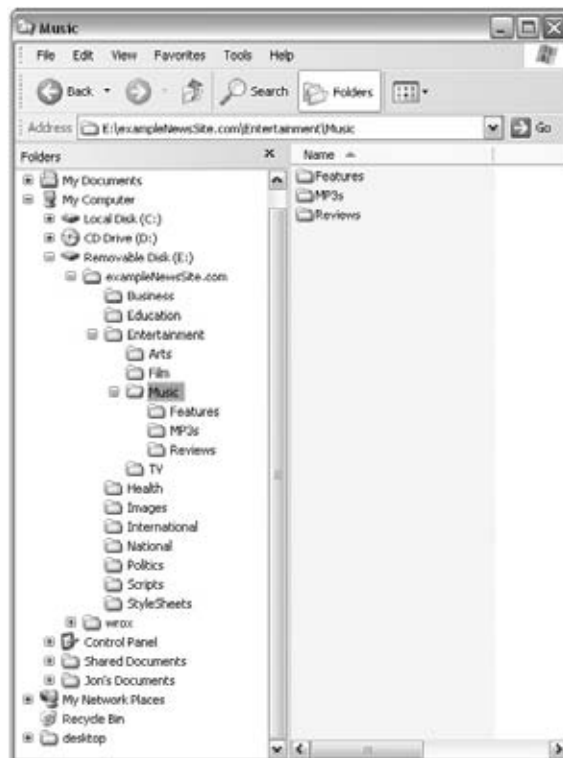 Music
File Edit View Favorites Tools Help
Back Search Folders
Address E:\exampleNewsSite.com\Entertainment\Music Go
Folders x Name
My Documents
My Computer
Local Disk (C:)
CD Drive (D:)
Removable Disk (E:)
exampleNewsSite.com
Business
Education
Entertainment
Arts
Film
Music
Features
MP3s
Reviews
TV
Health
Images
International
National
Politics
Scripts
StyleSheets
wrox
Control Panel
Shared Documents
Jon's Documents
My Network Places
Recycle Bin
desktop
Features
MP3s
Reviews